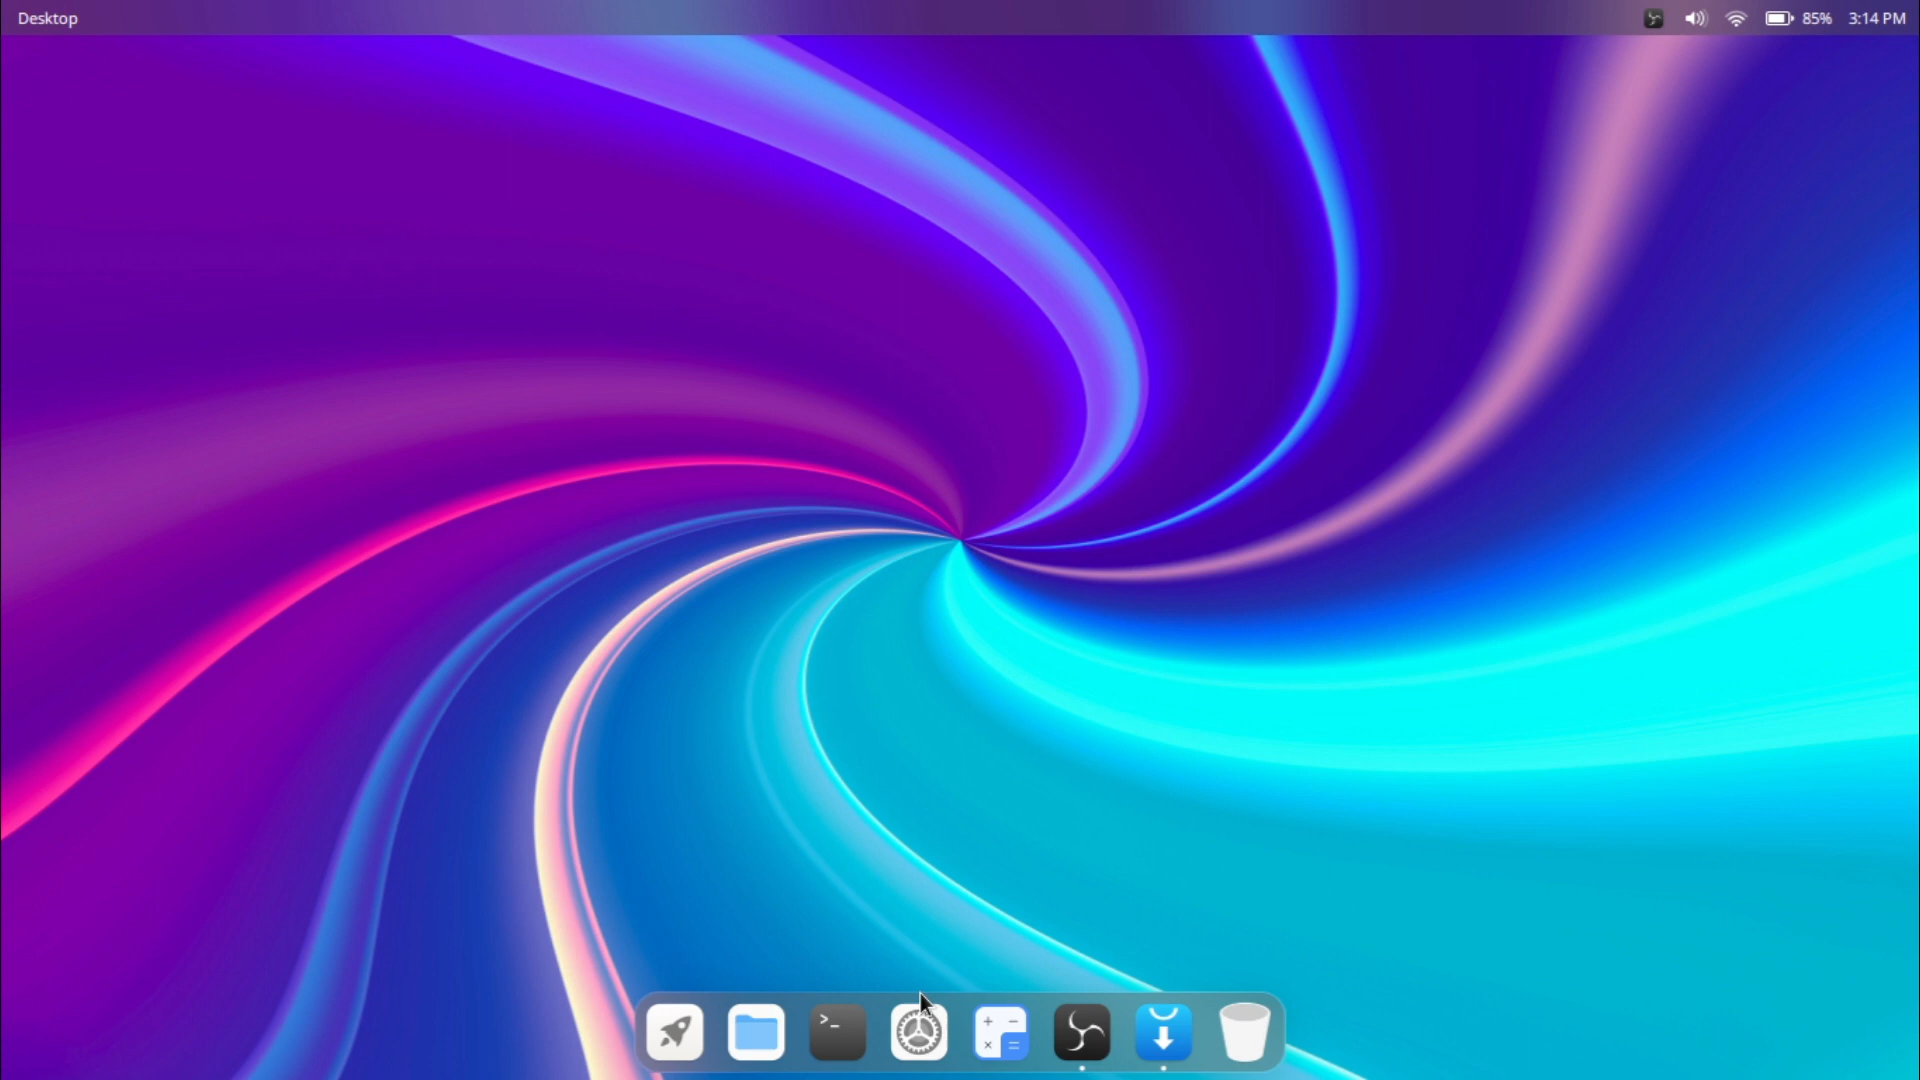 Desktop
85% 3:14 PM
>_
+ −
× =